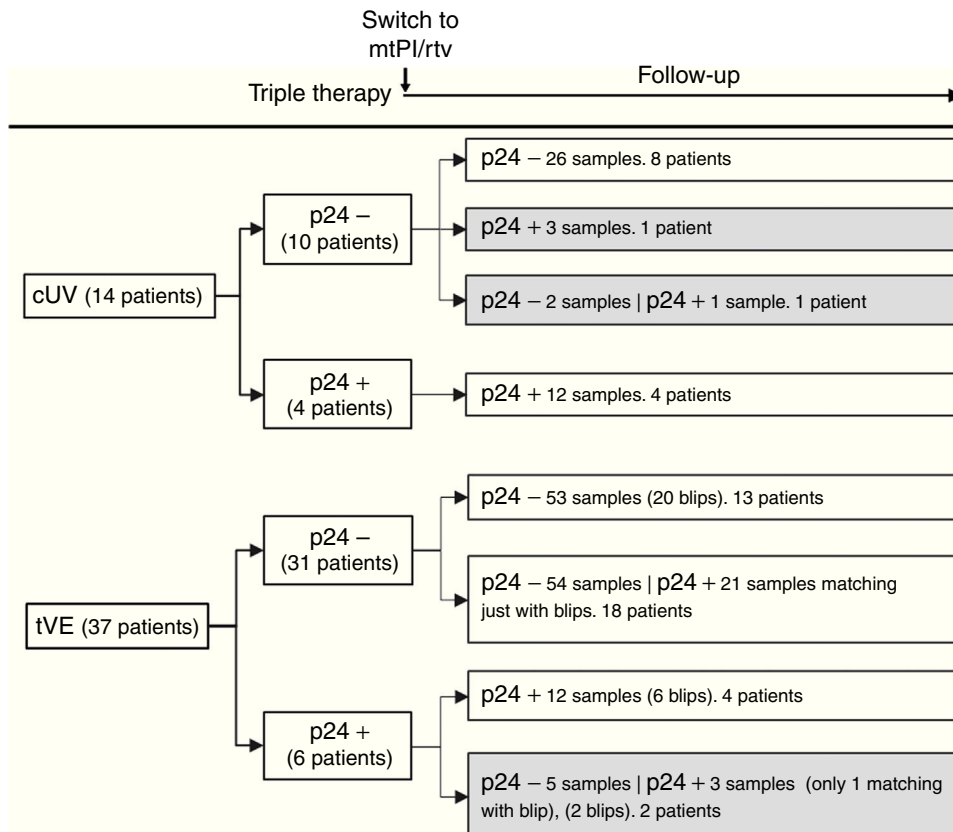 Switch to
mtPI/rtv
Triple therapy
Follow-up
cUV (14 patients)
p24 −
(10 patients)
p24 − 26 samples. 8 patients
p24 + 3 samples. 1 patient
p24 − 2 samples | p24 + 1 sample. 1 patient
p24 +
(4 patients)
p24 + 12 samples. 4 patients
tVE (37 patients)
p24 −
(31 patients)
p24 − 53 samples (20 blips). 13 patients
p24 − 54 samples | p24 + 21 samples matching
just with blips. 18 patients
p24 +
(6 patients)
p24 + 12 samples (6 blips). 4 patients
p24 − 5 samples | p24 + 3 samples (only 1 matching
with blip), (2 blips). 2 patients